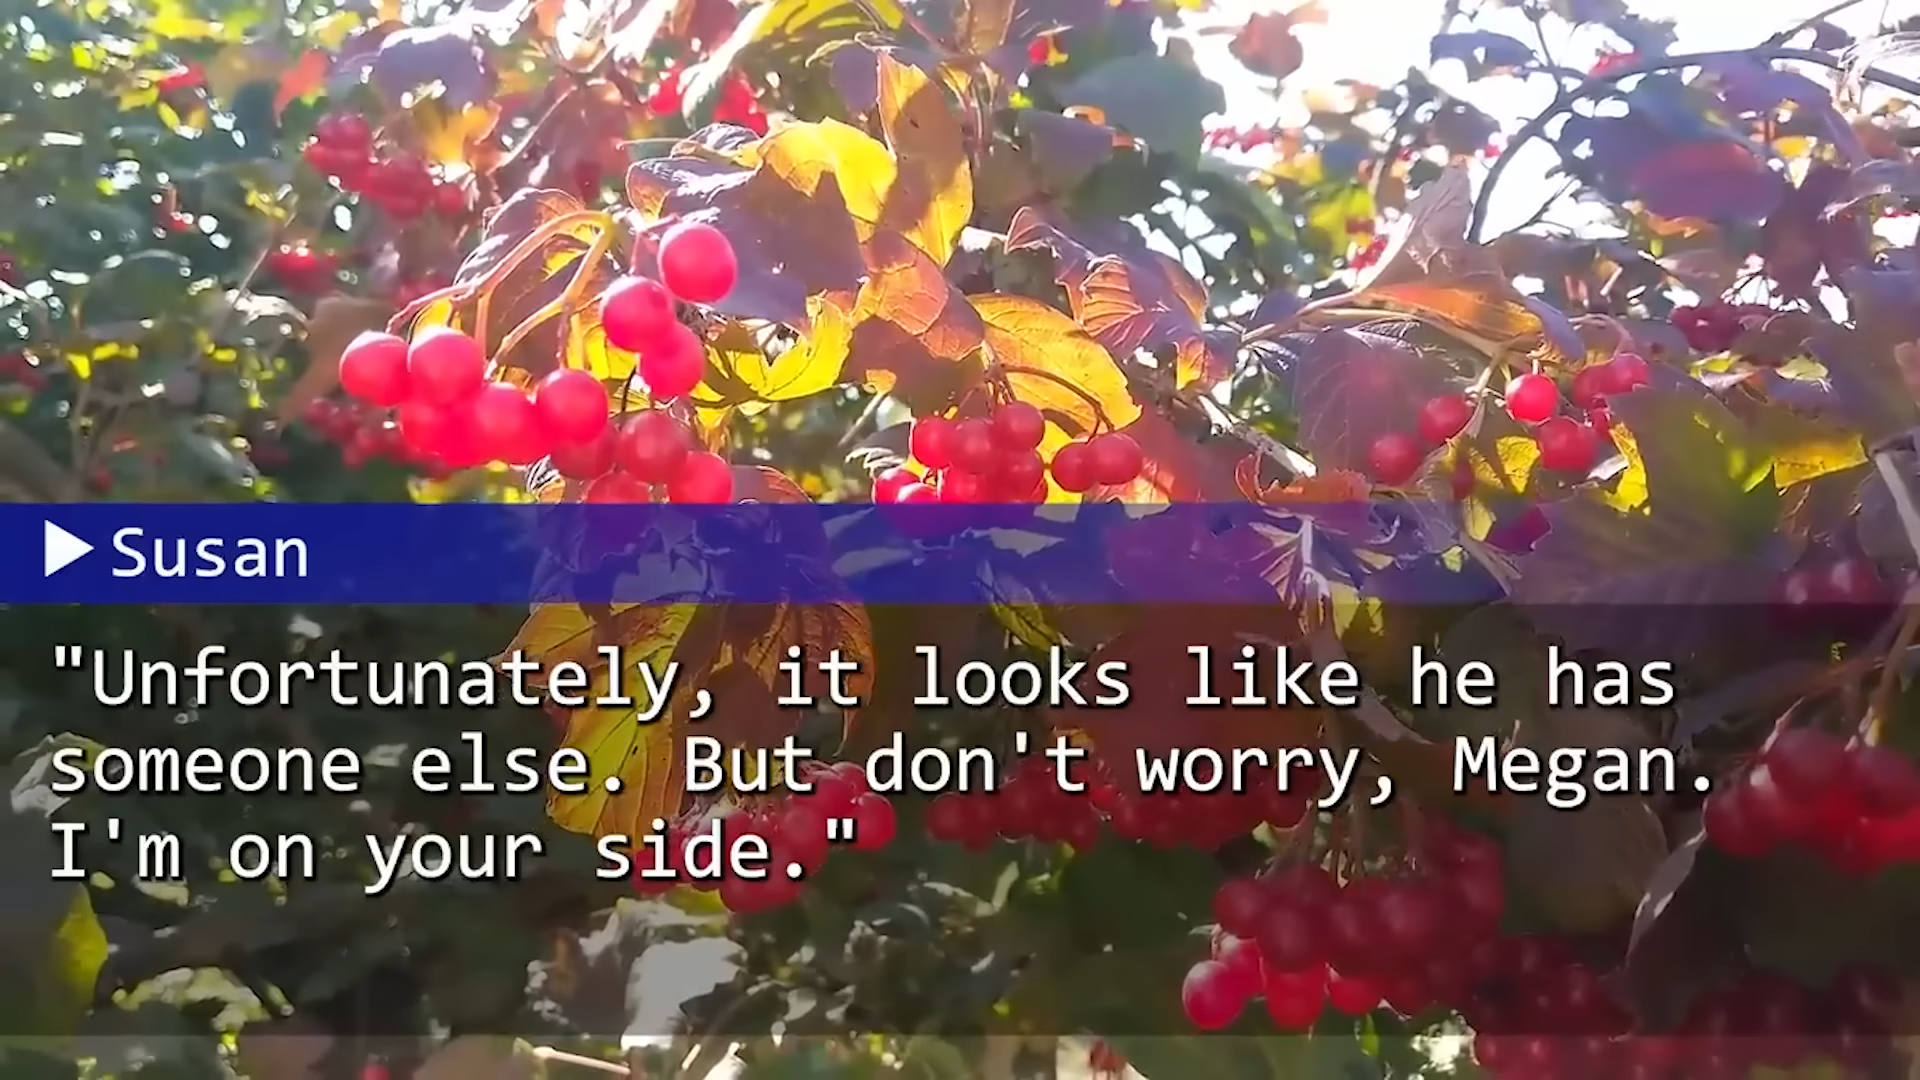 Susan
"Unfortunately, it looks like he has
someone else. But don't worry, Megan.
I'm on your side."